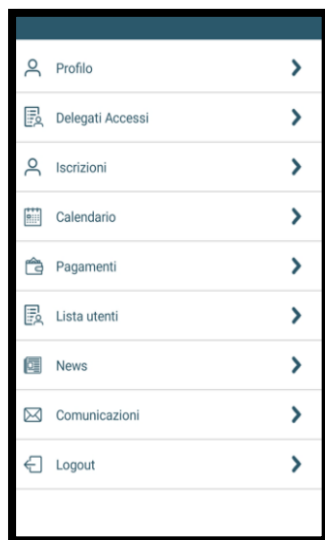 Profilo
Delegati Accessi
Iscrizioni
Calendario
Pagamenti
Lista utenti
News
Comunicazioni
Logout